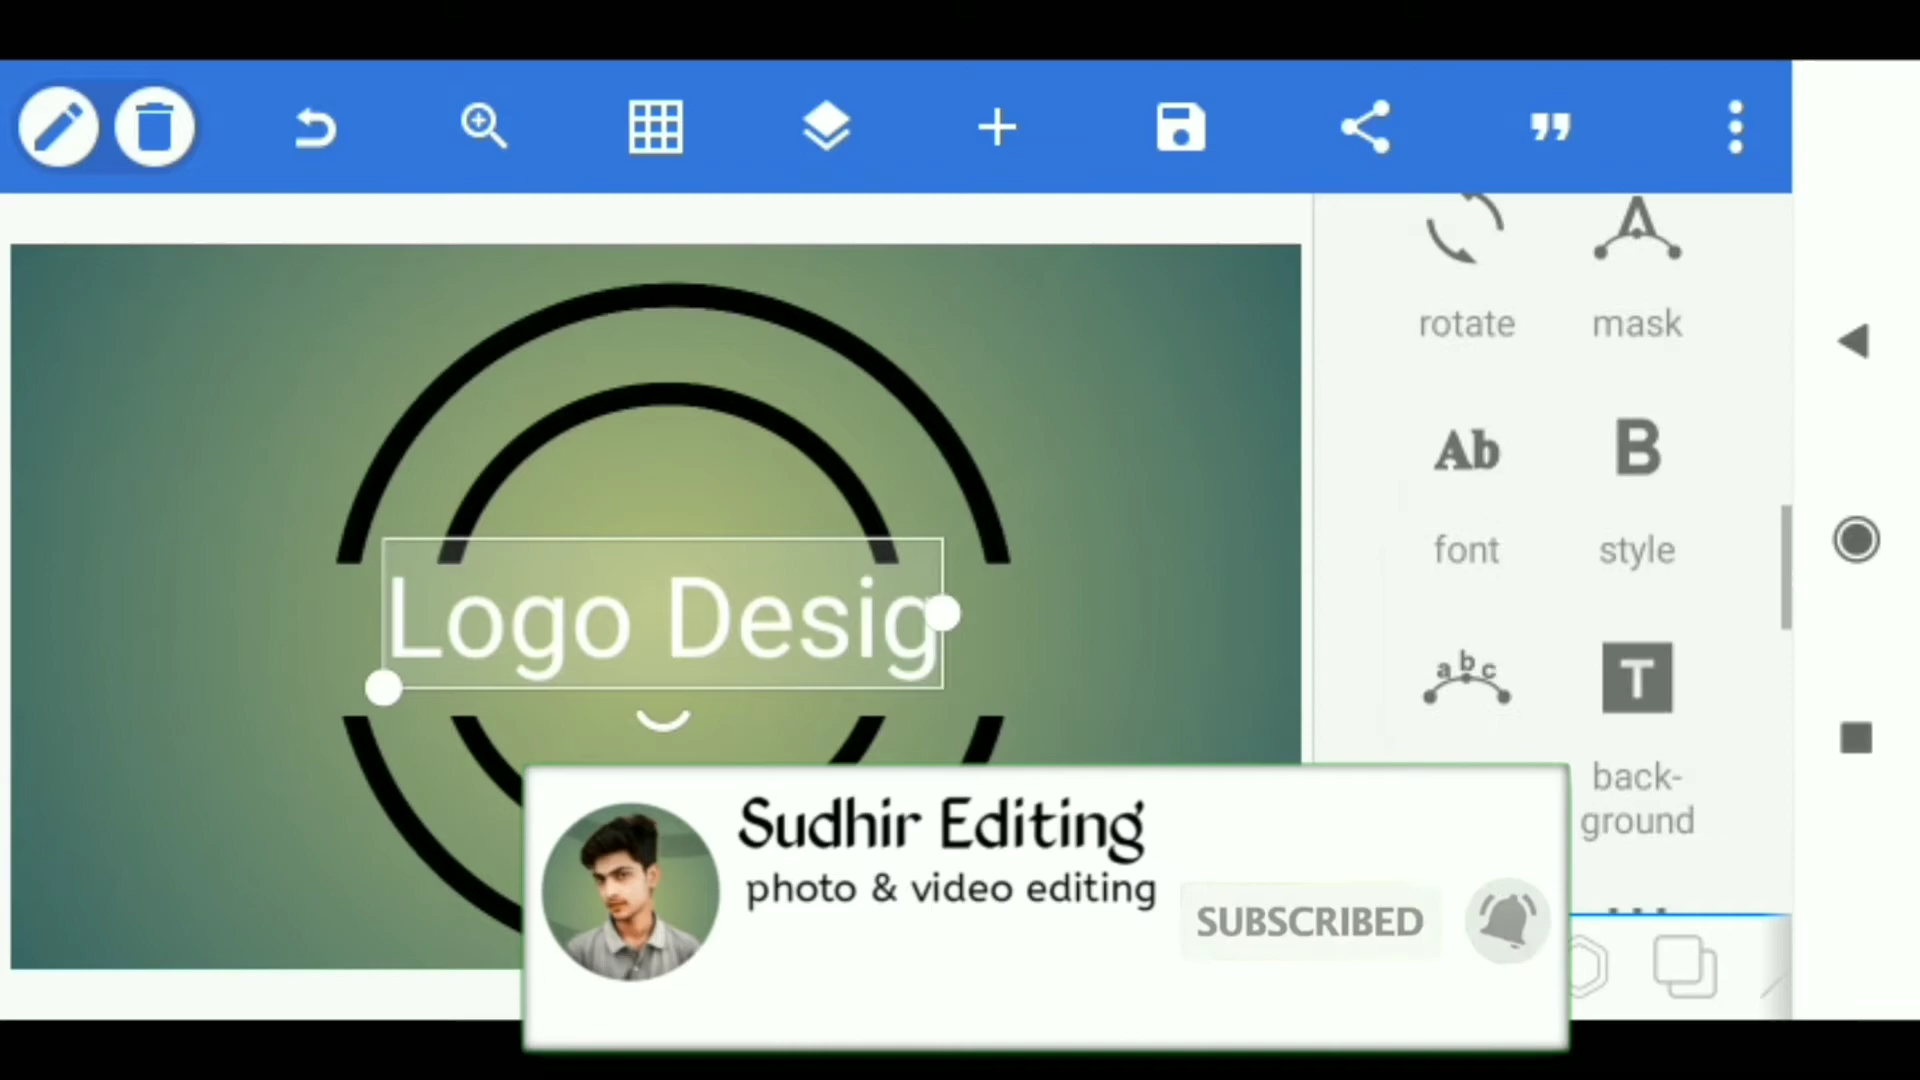 rotate
mask
Ab
B
font
style
Logo Desig
abc
T
back-
ground
Sudhir Editing
photo & video editing
SUBSCRIBED